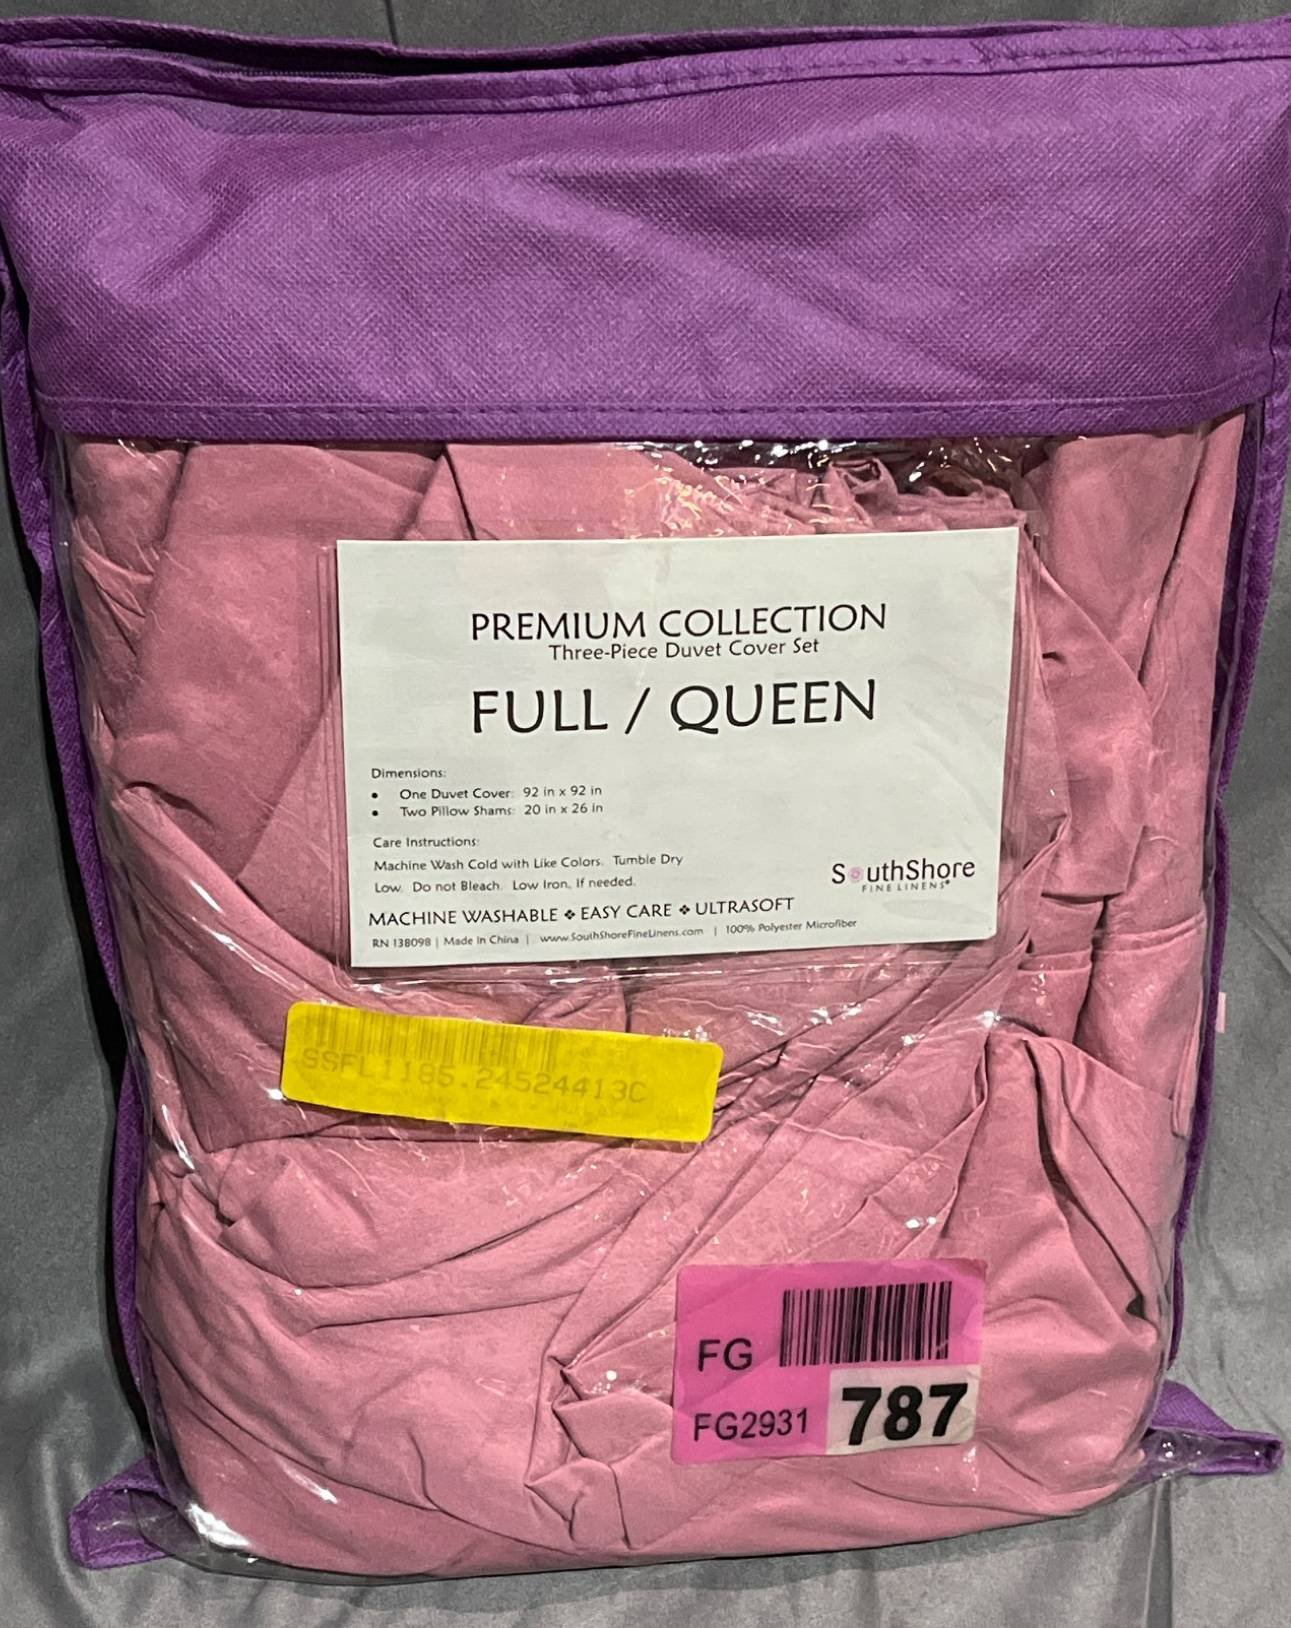 PREMIUM COLLECTION
Three-Piece Duvet Cover Set
FULL / QUEEN
Dimensions:
• One Duvet Cover: 92 in x 92 in
• Two Pillow Shams: 20 in x 26 in
Care Instructions:
Machine Wash Cold with Like Colors. Tumble Dry
Low. Do not Bleach. Low Iron, If needed.
SouthShore
FINE LINENS®
MACHINE WASHABLE ❖ EASY CARE ❖ ULTRASOFT
RN 138098 | Made in China | www.SouthShoreFineLinens.com | 100% Polyester Microfiber
SSFL1185.24524413C
FG
FG2931 787